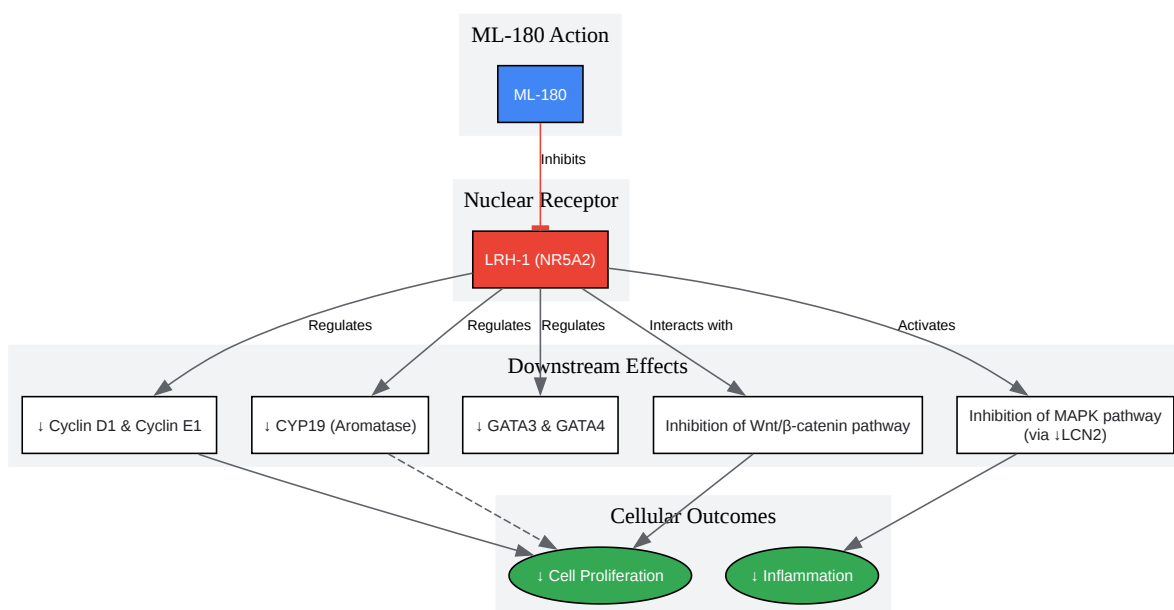 ML-180 Action
ML-180
Inhibits
Nuclear Receptor
LRH-1 (NR5A2)
Regulates
Regulates
Regulates
Interacts with
Activates
Downstream Effects
↓ Cyclin D1 & Cyclin E1
↓ CYP19 (Aromatase)
↓ GATA3 & GATA4
Inhibition of Wnt/β-catenin pathway
Inhibition of MAPK pathway
(via ↓LCN2)
Cellular Outcomes
↓ Cell Proliferation
↓ Inflammation